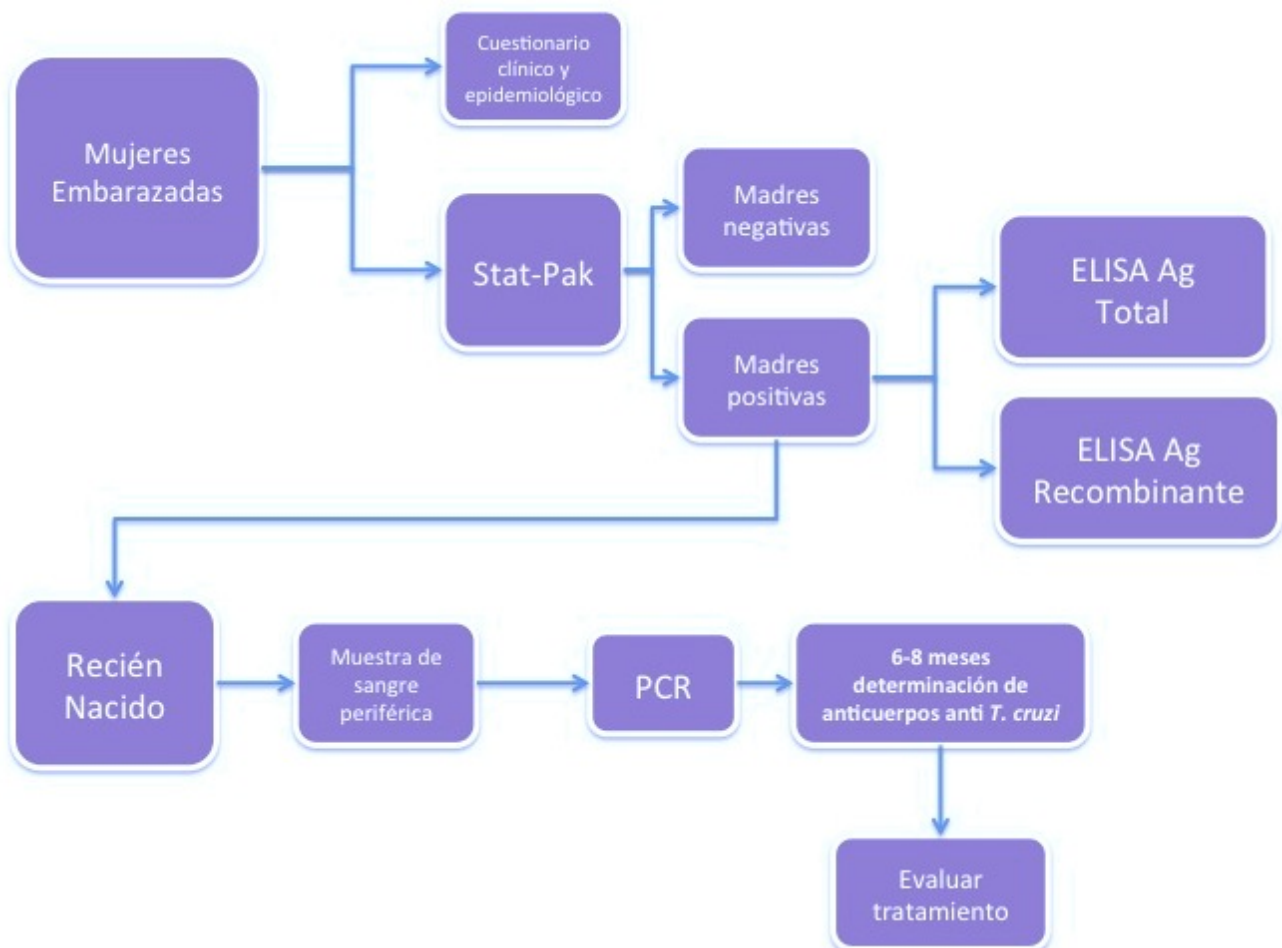 Cuestionario
clínico y
epidemiológico
Mujeres
Embarazadas
Madres
negativas
Stat-Pak
ELISA Ag
Total
Madres
positivas
ELISA Ag
Recombinante
Recién
Nacido
Muestra de
sangre
periférica
PCR
6-8 meses
determinación de
anticuerpos anti T. cruzi
Evaluar
tratamiento